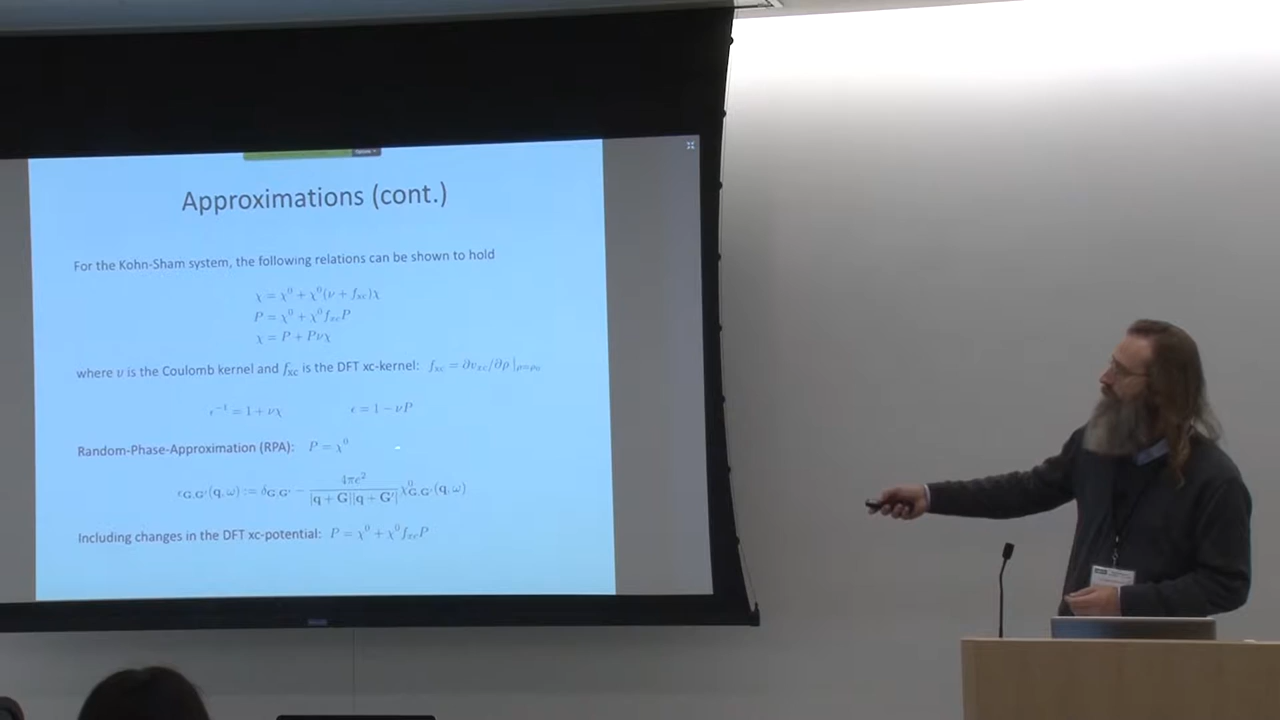 Approximations (cont.)
For the Kohn-Sham system, the following relations can be shown to hold
χ = χ⁰ + χ⁰(ν + f_xc)χ
P = χ⁰ + χ⁰f_xcP
χ = P + Pνχ
where ν is the Coulomb kernel and f_xc is the DFT xc-kernel: f_xc = ∂v_xc/∂ρ |_ρ=ρ₀
ϵ⁻¹ = 1 + νχ ϵ = 1 − νP
Random-Phase-Approximation (RPA): P = χ⁰
ϵ_G,G′(q, ω) := δ_G,G′ − 4πe² / |q + G||q + G′| χ⁰_G,G′(q, ω)
Including changes in the DFT xc-potential: P = χ⁰ + χ⁰f_xcP